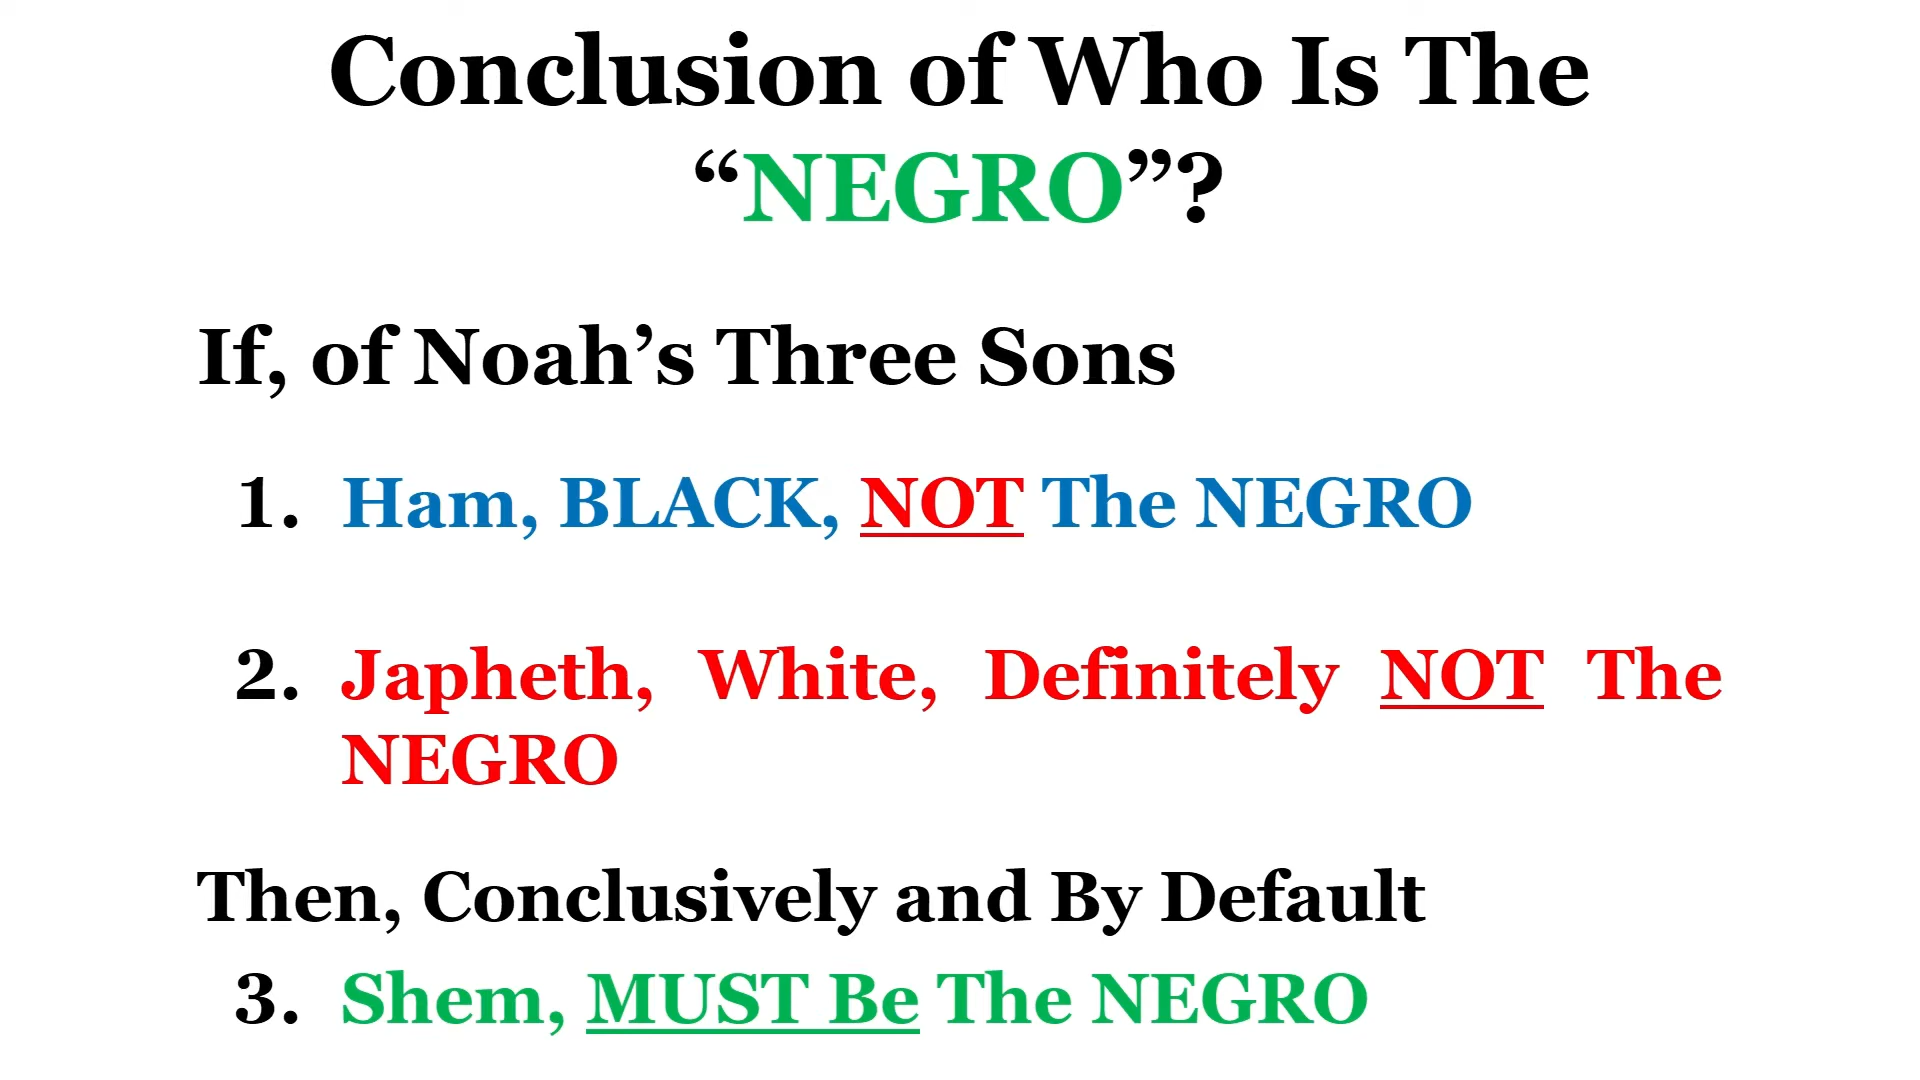 Conclusion of Who Is The
“NEGRO”?
If, of Noah’s Three Sons
1. Ham, BLACK, NOT The NEGRO
2. Japheth, White, Definitely NOT The
NEGRO
Then, Conclusively and By Default
3. Shem, MUST Be The NEGRO